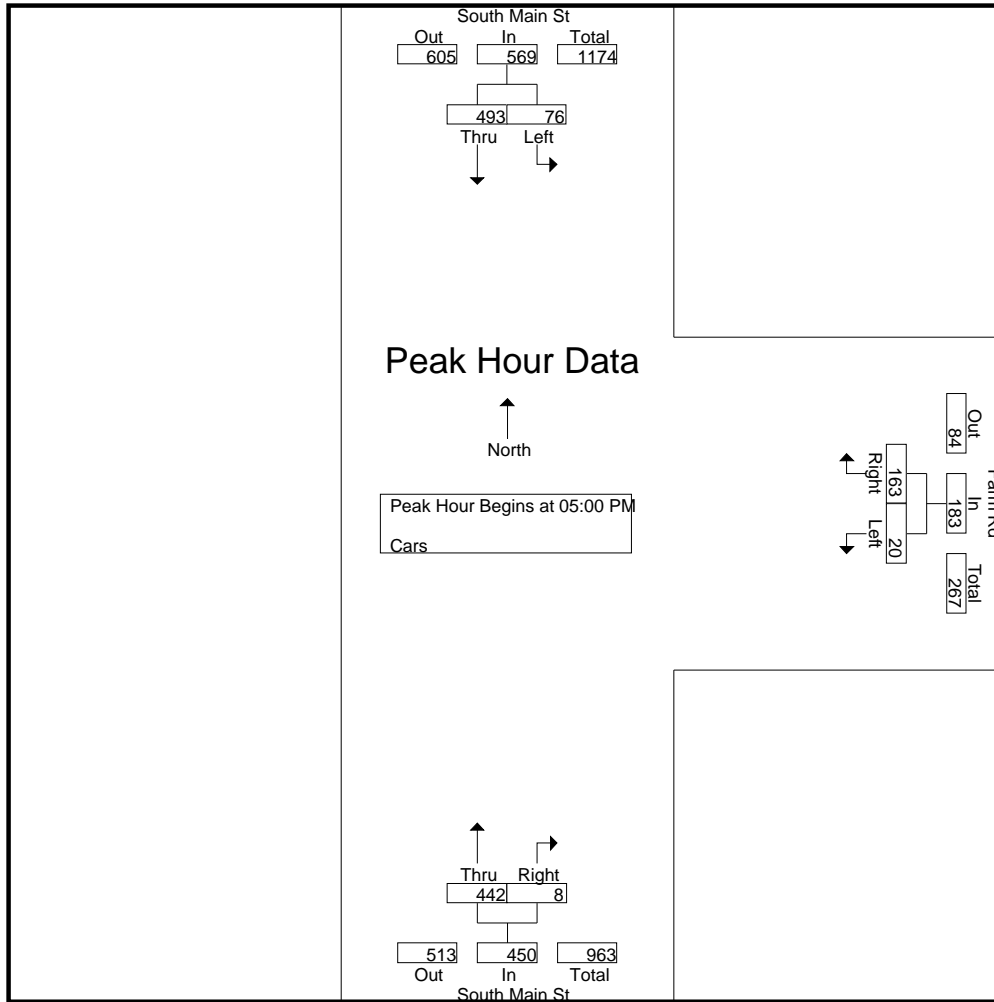 South Main St
Out In Total
605 569 1174
493 76
Thru Left
Peak Hour Data
North
Peak Hour Begins at 05:00 PM
Cars
Out In Total
84 183 267
163 20
Right Left
Rd
Thru Right
442 8
513 450 963
Out In Total
South Main St